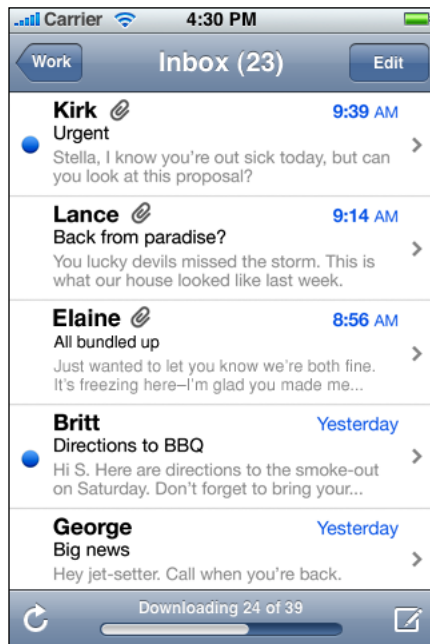 Carrier 4:30 PM
Work Inbox (23) Edit
Kirk 9:39 AM
Urgent
Stella, I know you're out sick today, but can
you look at this proposal?
Lance 9:14 AM
Back from paradise?
You lucky devils missed the storm. This is
what our house looked like last week.
Elaine 8:56 AM
All bundled up
Just wanted to let you know we're both fine.
It's freezing here–I'm glad you made me...
Britt Yesterday
Directions to BBQ
Hi S. Here are directions to the smoke-out
on Saturday. Don't forget to bring your...
George Yesterday
Big news
Hey jet-setter. Call when you're back.
Downloading 24 of 39